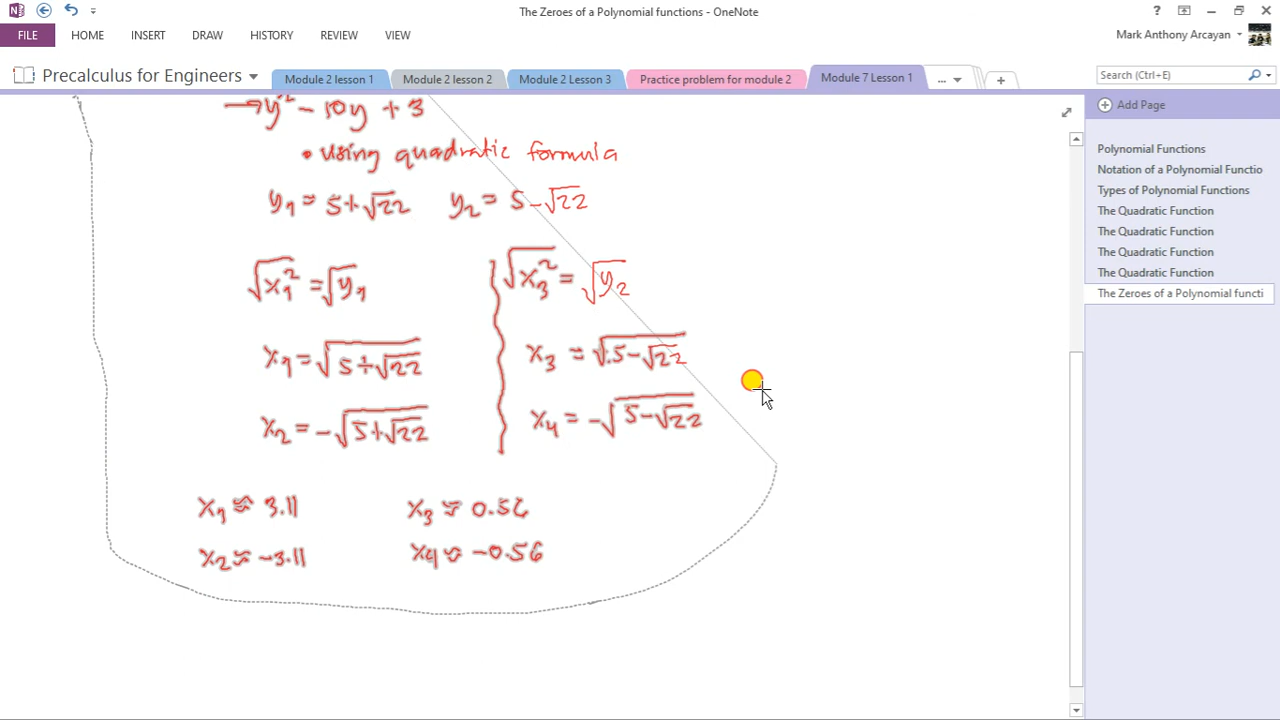 The Zeroes of a Polynomial functions - OneNote
FILE HOME INSERT DRAW HISTORY REVIEW VIEW
Mark Anthony Arcayan
Precalculus for Engineers
Module 2 lesson 1
Module 2 lesson 2
Module 2 Lesson 3
Practice problem for module 2
Module 7 Lesson 1
...
Search (Ctrl+E)
Add Page
Polynomial Functions
Notation of a Polynomial Functio
Types of Polynomial Functions
The Quadratic Function
The Quadratic Function
The Quadratic Function
The Quadratic Function
The Zeroes of a Polynomial functi
→y² - 10y + 3
• using quadratic formula
y₁ = 5+√22 y₂ = 5-√22
√x₁² = √y₁
x₁ = √(5+√22)
x₂ = -√(5+√22)
√x₃² = √y₂
x₃ = √(5-√22)
x₄ = -√(5-√22)
x₁ ≈ 3.11 x₃ ≈ 0.56
x₂ ≈ -3.11 x₄ ≈ -0.56